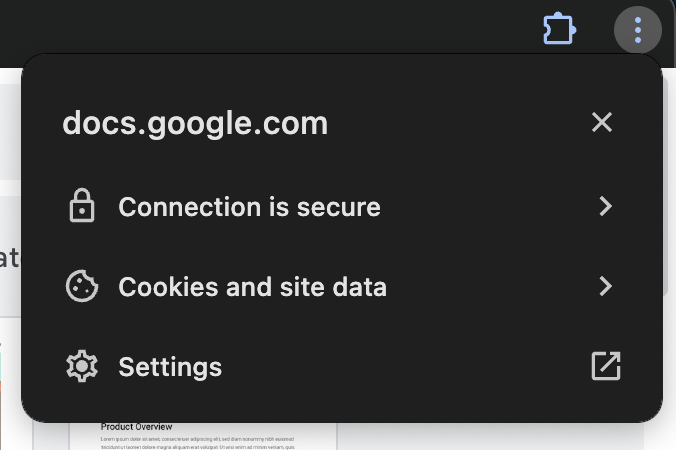 docs.google.com
Connection is secure
at
Cookies and site data
Settings
Product Overview
Lorem ipsum dolor sit amet, consectetuer adipiscing elit, sed diam nonummy nibh euismod
tincidunt ut laoreet dolore magna aliquam erat volutpat. Ut wisi enim ad minim veniam, quis